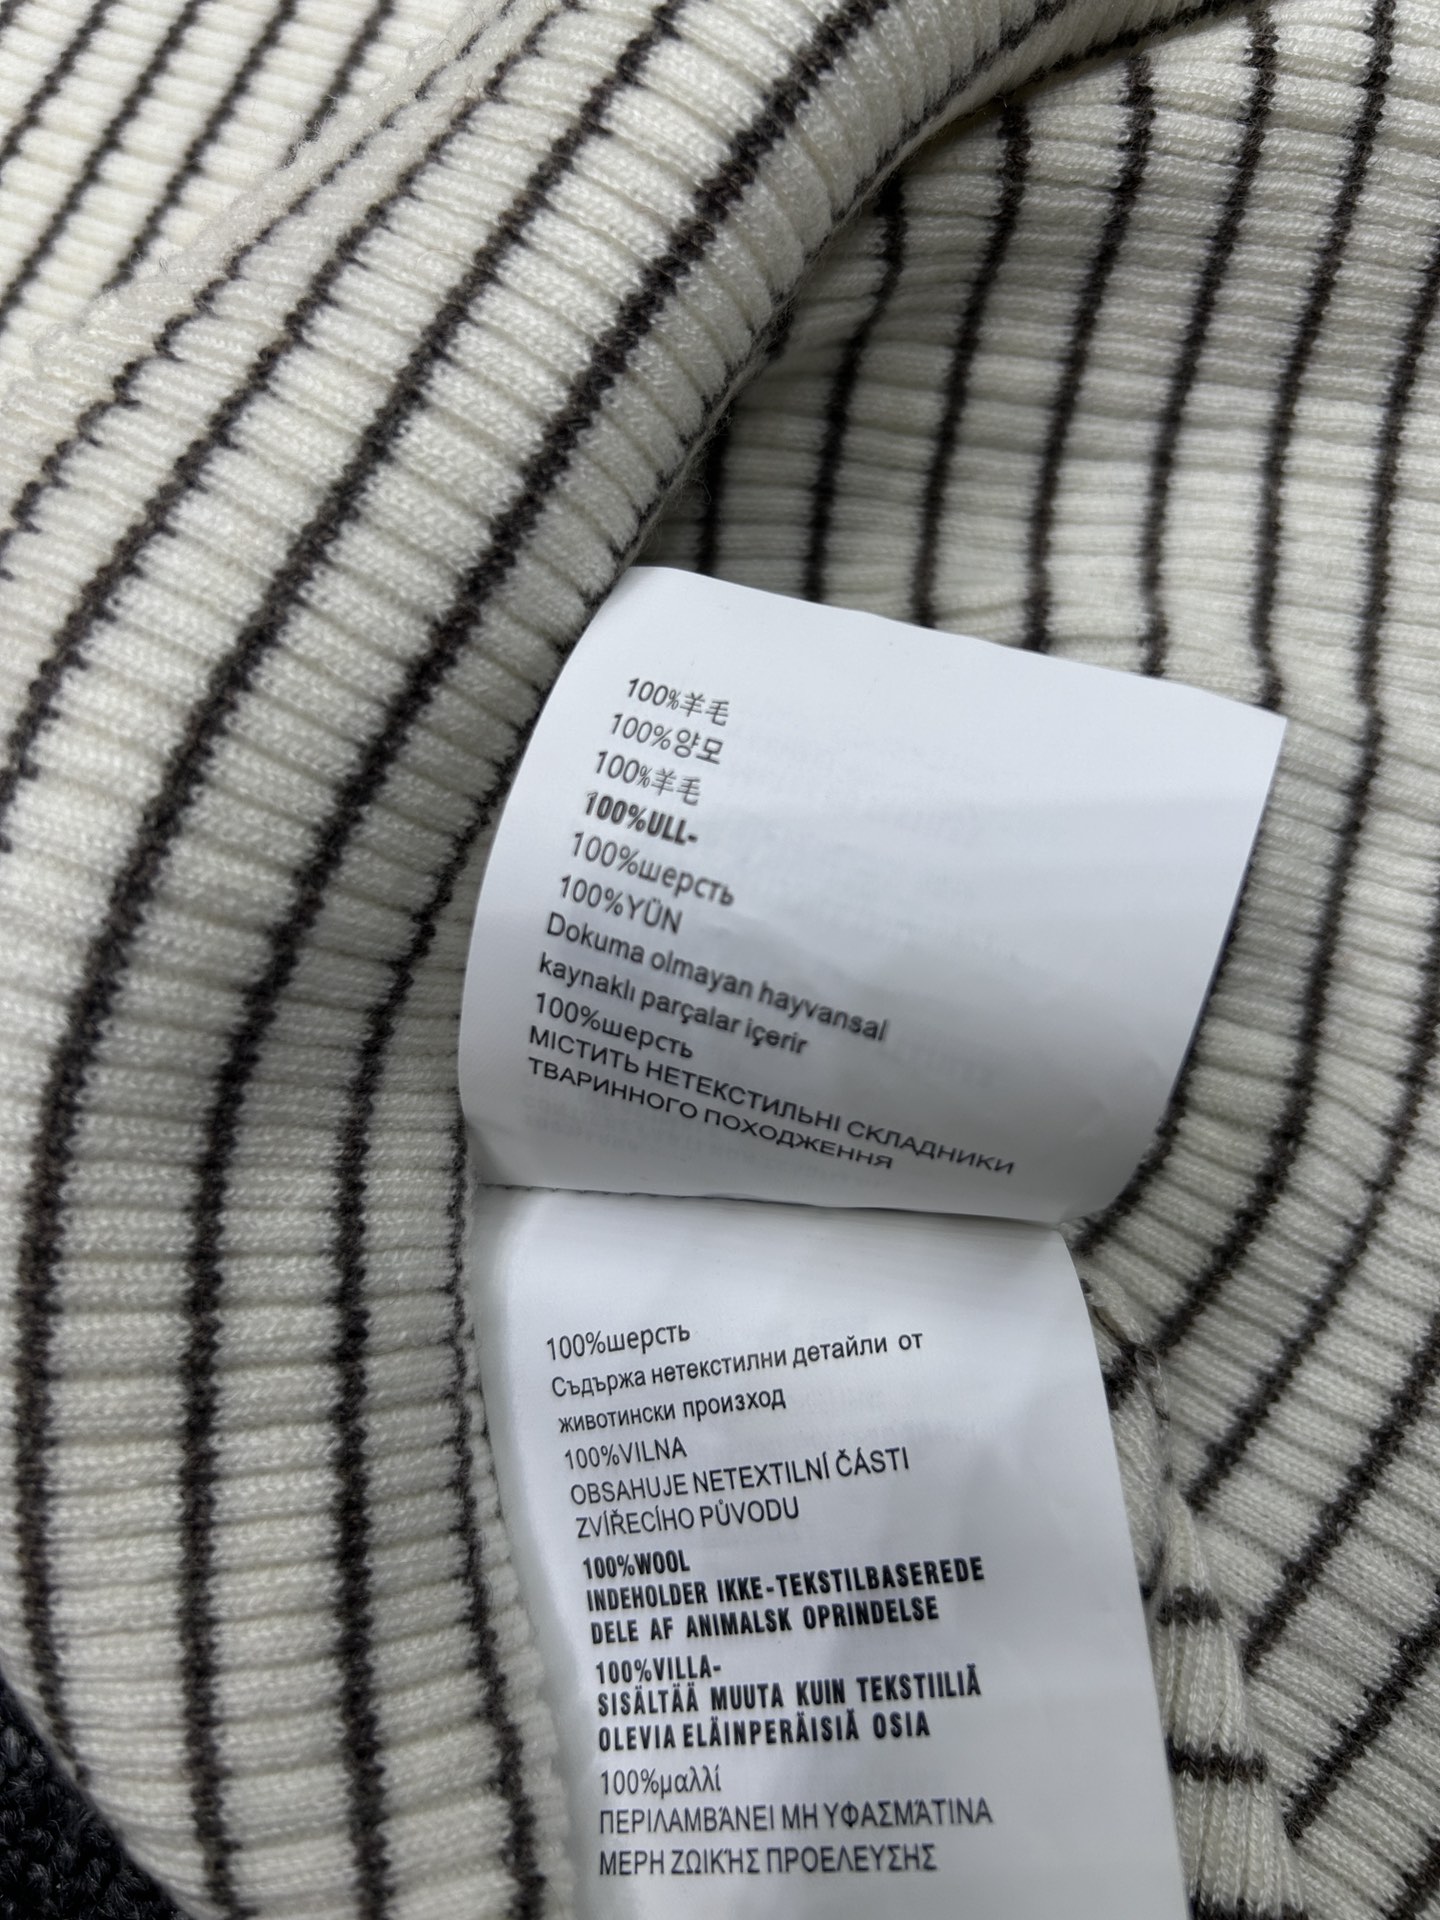 100%羊毛
100%양모
100%羊毛
100%ULL-
100%шерсть
100%YÜN
Dokuma olmayan hayvansal
kaynaklı parçalar içerir
100%шерсть
МІСТИТЬ НЕТЕКСТИЛЬНІ СКЛАДНИКИ
ТВАРИННОГО ПОХОДЖЕННЯ
100%шерсть
Съдържа нетекстилни детайли от
животински произход
100%VILNA
OBSAHUJE NETEXTILNÍ ČÁSTI
ZVÍŘECÍHO PŮVODU
100%WOOL
INDEHOLDER IKKE-TEKSTILBASEREDE
DELE AF ANIMALSK OPRINDELSE
100%VILLA-
SISÄLTÄÄ MUUTA KUIN TEKSTIILIÄ
OLEVIA ELÄINPERÄISIÄ OSIA
100%μαλλί
ΠΕΡΙΛΑΜΒΆΝΕΙ ΜΗ ΥΦΑΣΜΆΤΙΝΑ
ΜΕΡΗ ΖΩΙΚΉΣ ΠΡΟΕΛΕΥΣΗΣ